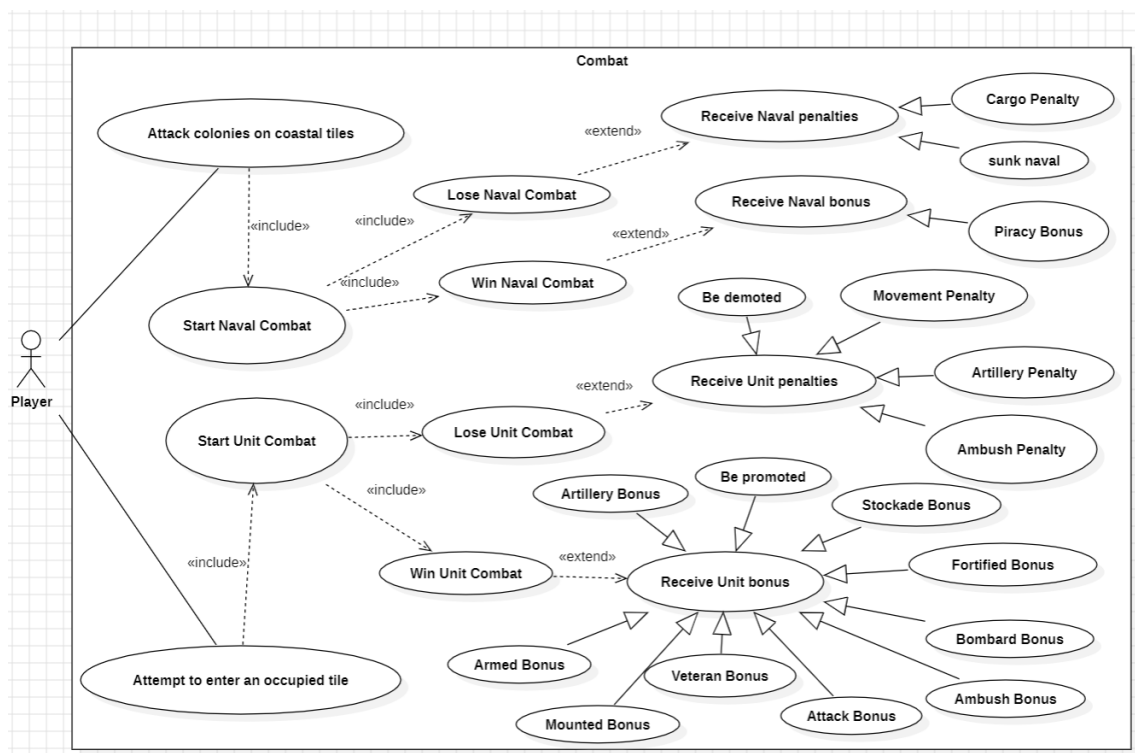 Combat
Attack colonies on coastal tiles
Receive Naval penalties
Cargo Penalty
«extend»
sunk naval
Lose Naval Combat
Receive Naval bonus
«include»
«include»
«extend»
Piracy Bonus
«include»
Win Naval Combat
Be demoted
Movement Penalty
Start Naval Combat
Player
Receive Unit penalties
Artillery Penalty
«extend»
«include»
Start Unit Combat
Lose Unit Combat
Ambush Penalty
Be promoted
«include»
Artillery Bonus
Stockade Bonus
«include»
«extend»
Win Unit Combat
Receive Unit bonus
Fortified Bonus
Bombard Bonus
Armed Bonus
Veteran Bonus
Attempt to enter an occupied tile
Ambush Bonus
Mounted Bonus
Attack Bonus